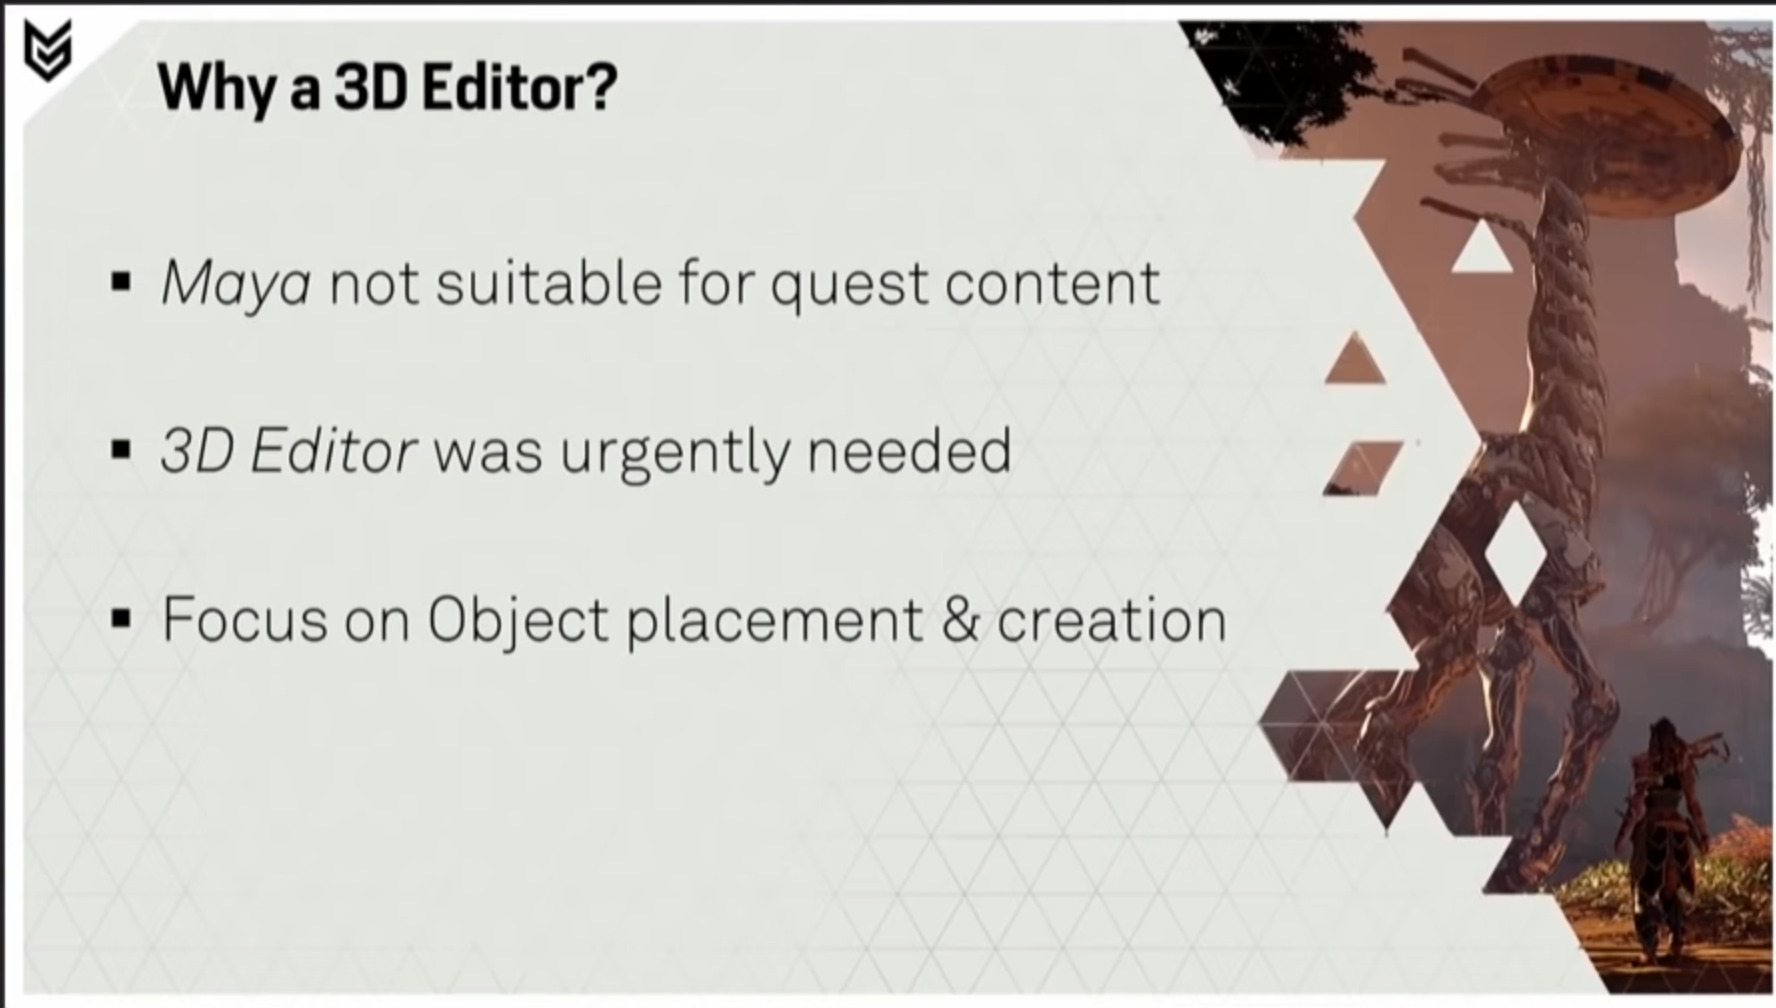 Why a 3D Editor?
Maya not suitable for quest content
3D Editor was urgently needed
Focus on Object placement & creation